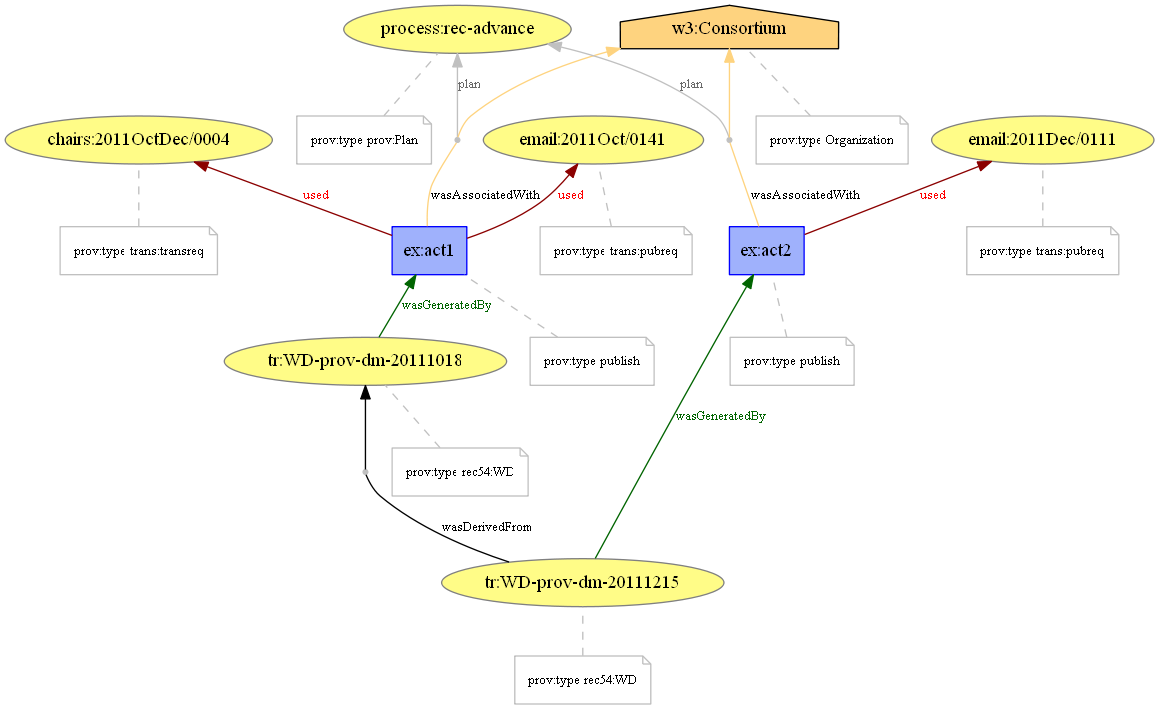 process:rec-advance
w3:Consortium
plan
plan
chairs:2011OctDec/0004
prov:type prov:Plan
email:2011Oct/0141
prov:type Organization
email:2011Dec/0111
used
wasAssociatedWith
used
wasAssociatedWith
used
prov:type trans:transreq
ex:act1
prov:type trans:pubreq
ex:act2
prov:type trans:pubreq
wasGeneratedBy
tr:WD-prov-dm-20111018
prov:type publish
prov:type publish
wasGeneratedBy
prov:type rec54:WD
wasDerivedFrom
tr:WD-prov-dm-20111215
prov:type rec54:WD